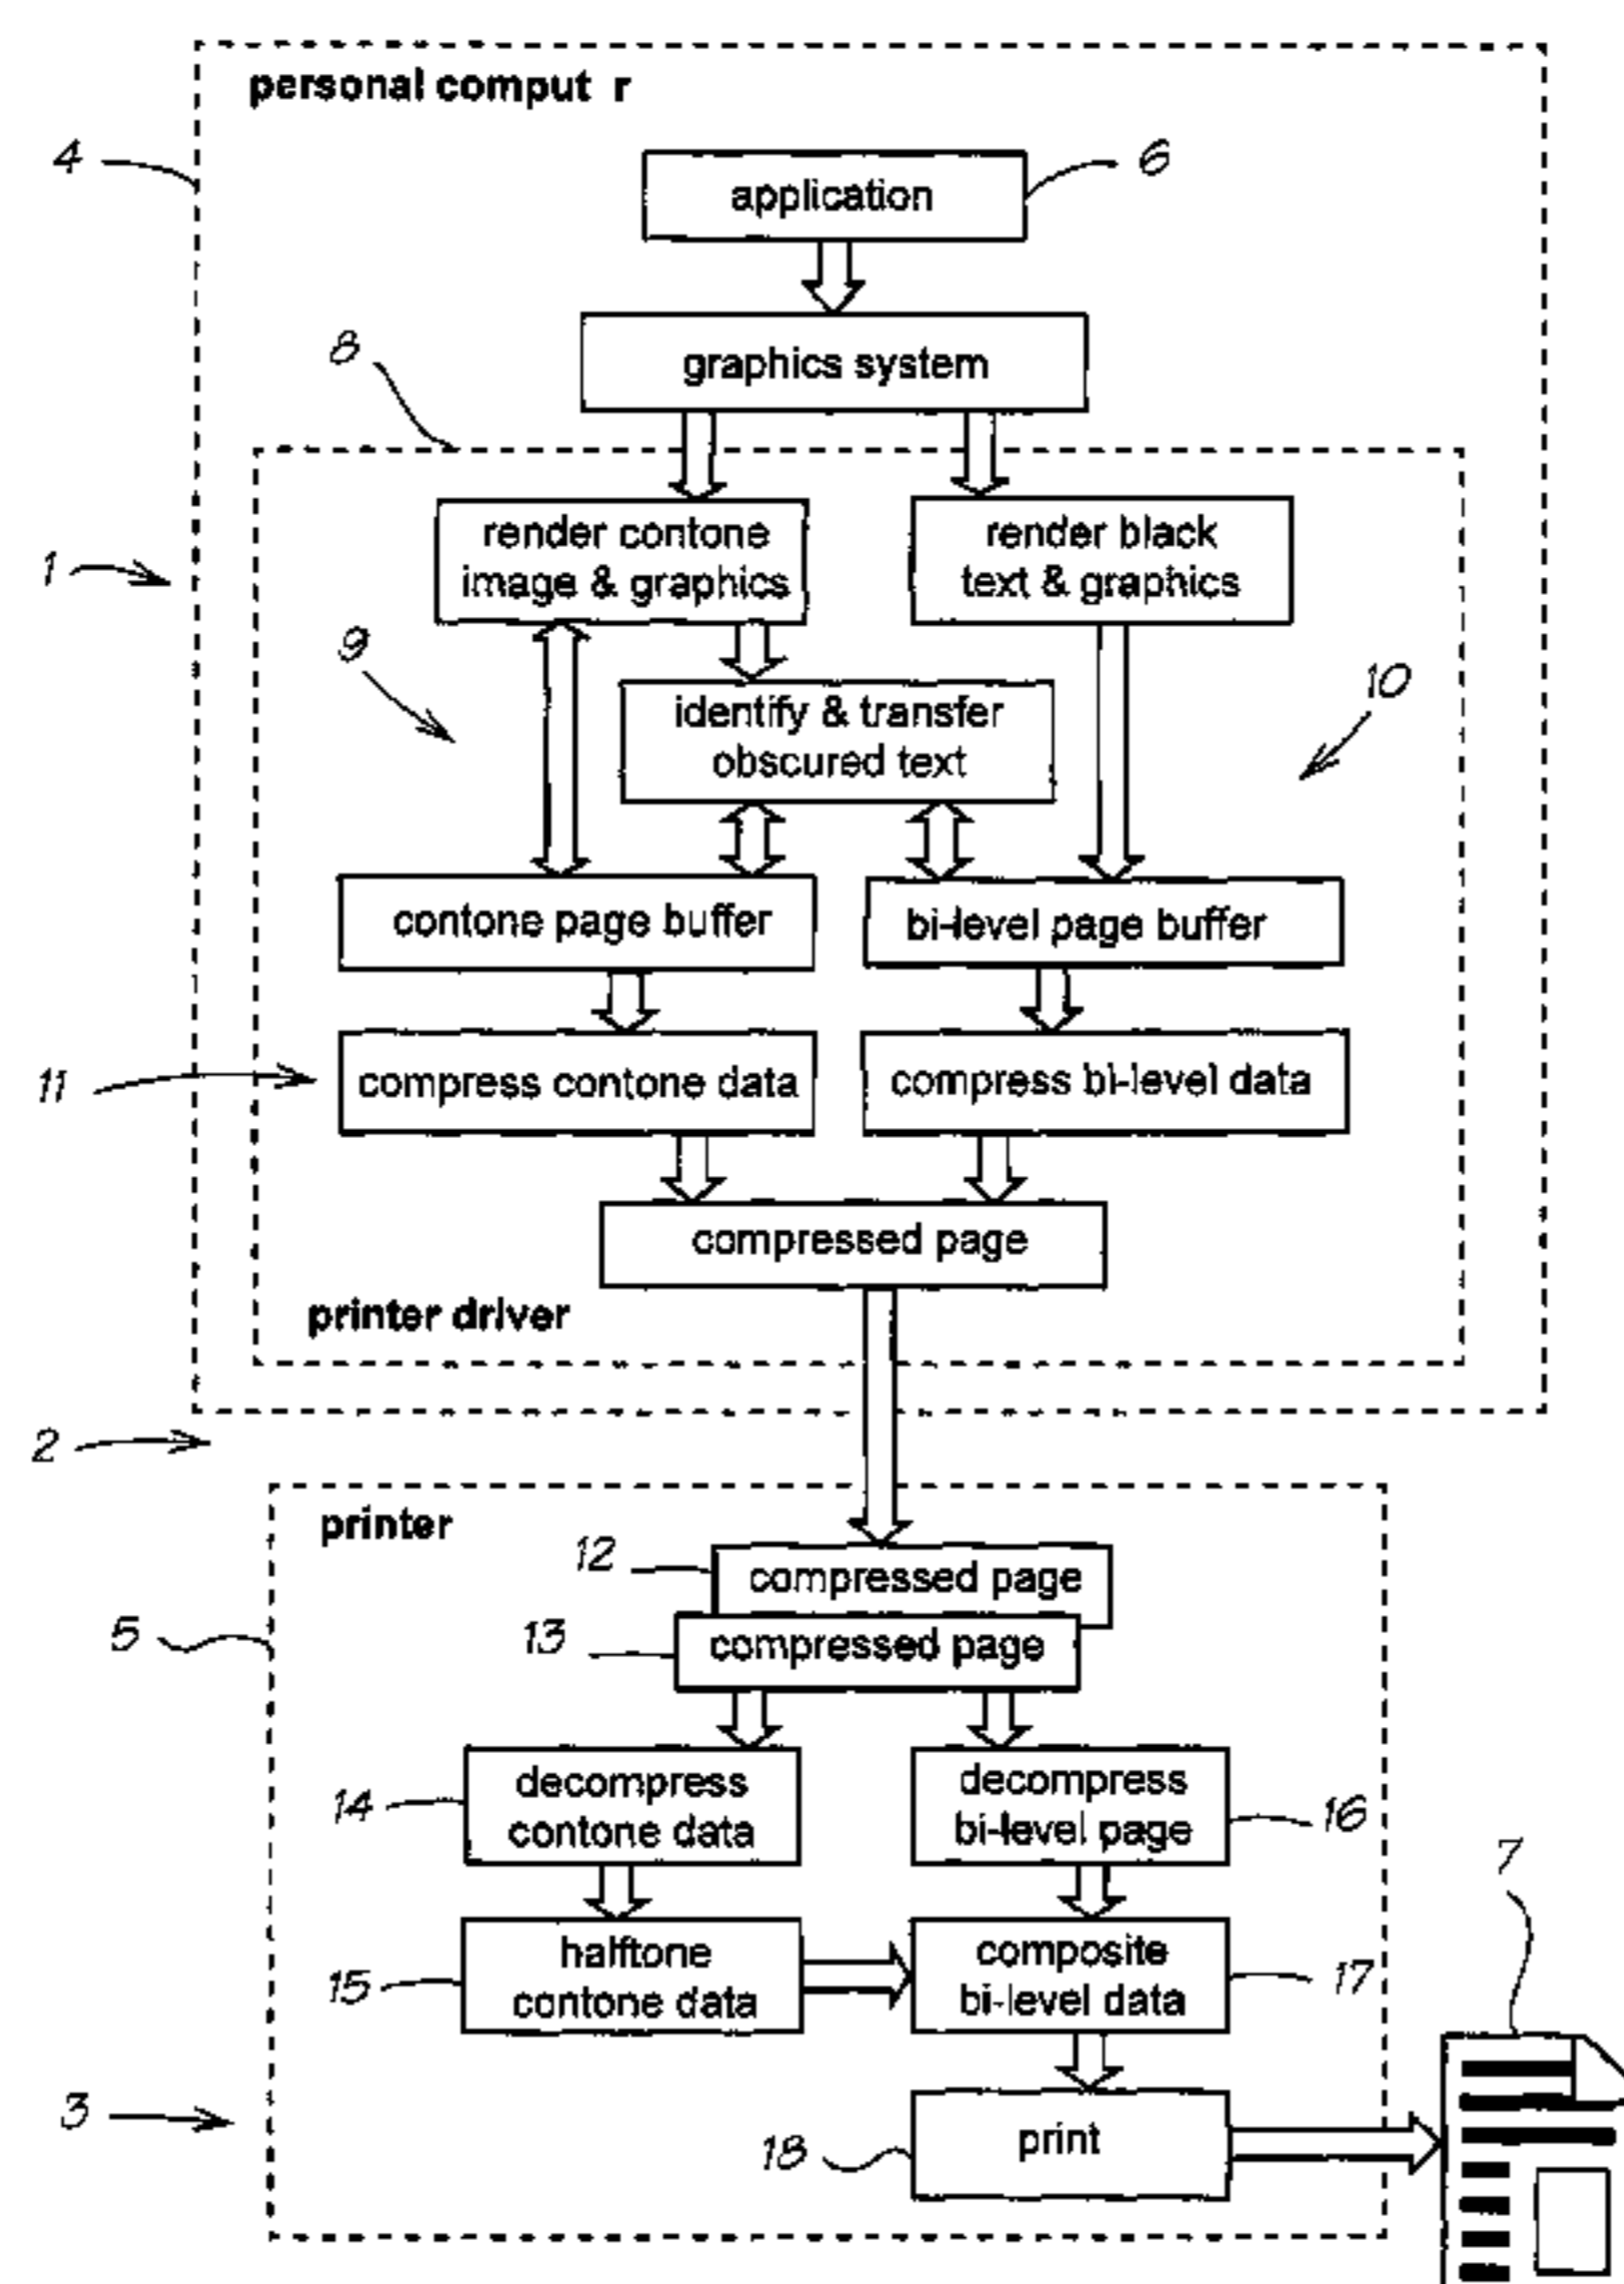 personal comput r
4
6
application
8
graphics system
1
render contone
image & graphics
render black
text & graphics
9
10
identify & transfer
obscured text
contone page buffer
bi-level page buffer
11
compress contone data
compress bi-level data
compressed page
printer driver
2
printer
12
compressed page
5
13
compressed page
14
decompress
contone data
decompress
bi-level page
16
7
15
halftone
contone data
composite
bi-level data
17
3
18
print